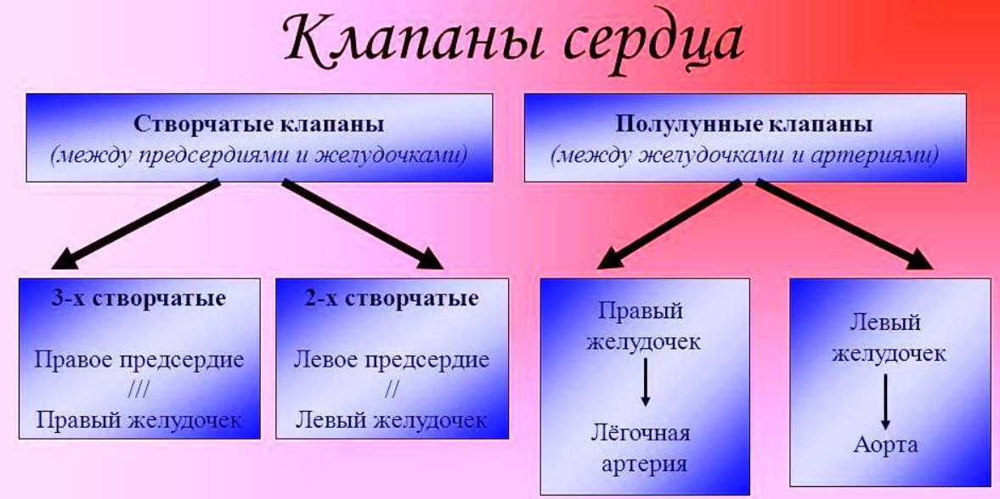 Клапаны сердца
Створчатые клапаны
(между предсердиями и желудочками)
Полулунные клапаны
(между желудочками и артериями)
3-х створчатые
Правое предсердие
///
Правый желудочек
2-х створчатые
Левое предсердие
//
Левый желудочек
Правый
желудочек
Лёгочная
артерия
Левый
желудочек
Аорта